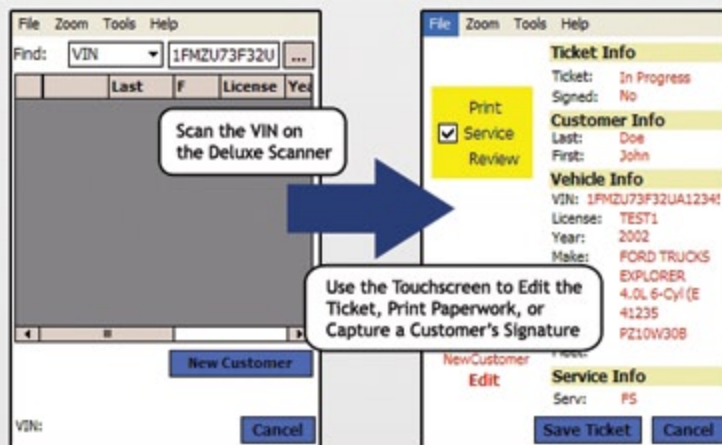 File Zoom Tools Help
Find: VIN 1FMZU73F32U ...
Last F License Yea
Scan the VIN on
the Deluxe Scanner
New Customer
VIN:
Cancel
File Zoom Tools Help
Print
Service
Review
Ticket Info
Ticket: In Progress
Signed: No
Customer Info
Last: Doe
First: John
Vehicle Info
VIN: 1FMZU73F32UA12345
License: TEST1
Year: 2002
Make: FORD TRUCKS
EXPLORER
4.0L 6-Cyl (E
41235
PZ10W30B
Use the Touchscreen to Edit the
Ticket, Print Paperwork, or
Capture a Customer's Signature
NewCustomer
Edit
Service Info
Serv: FS
Save Ticket
Cancel